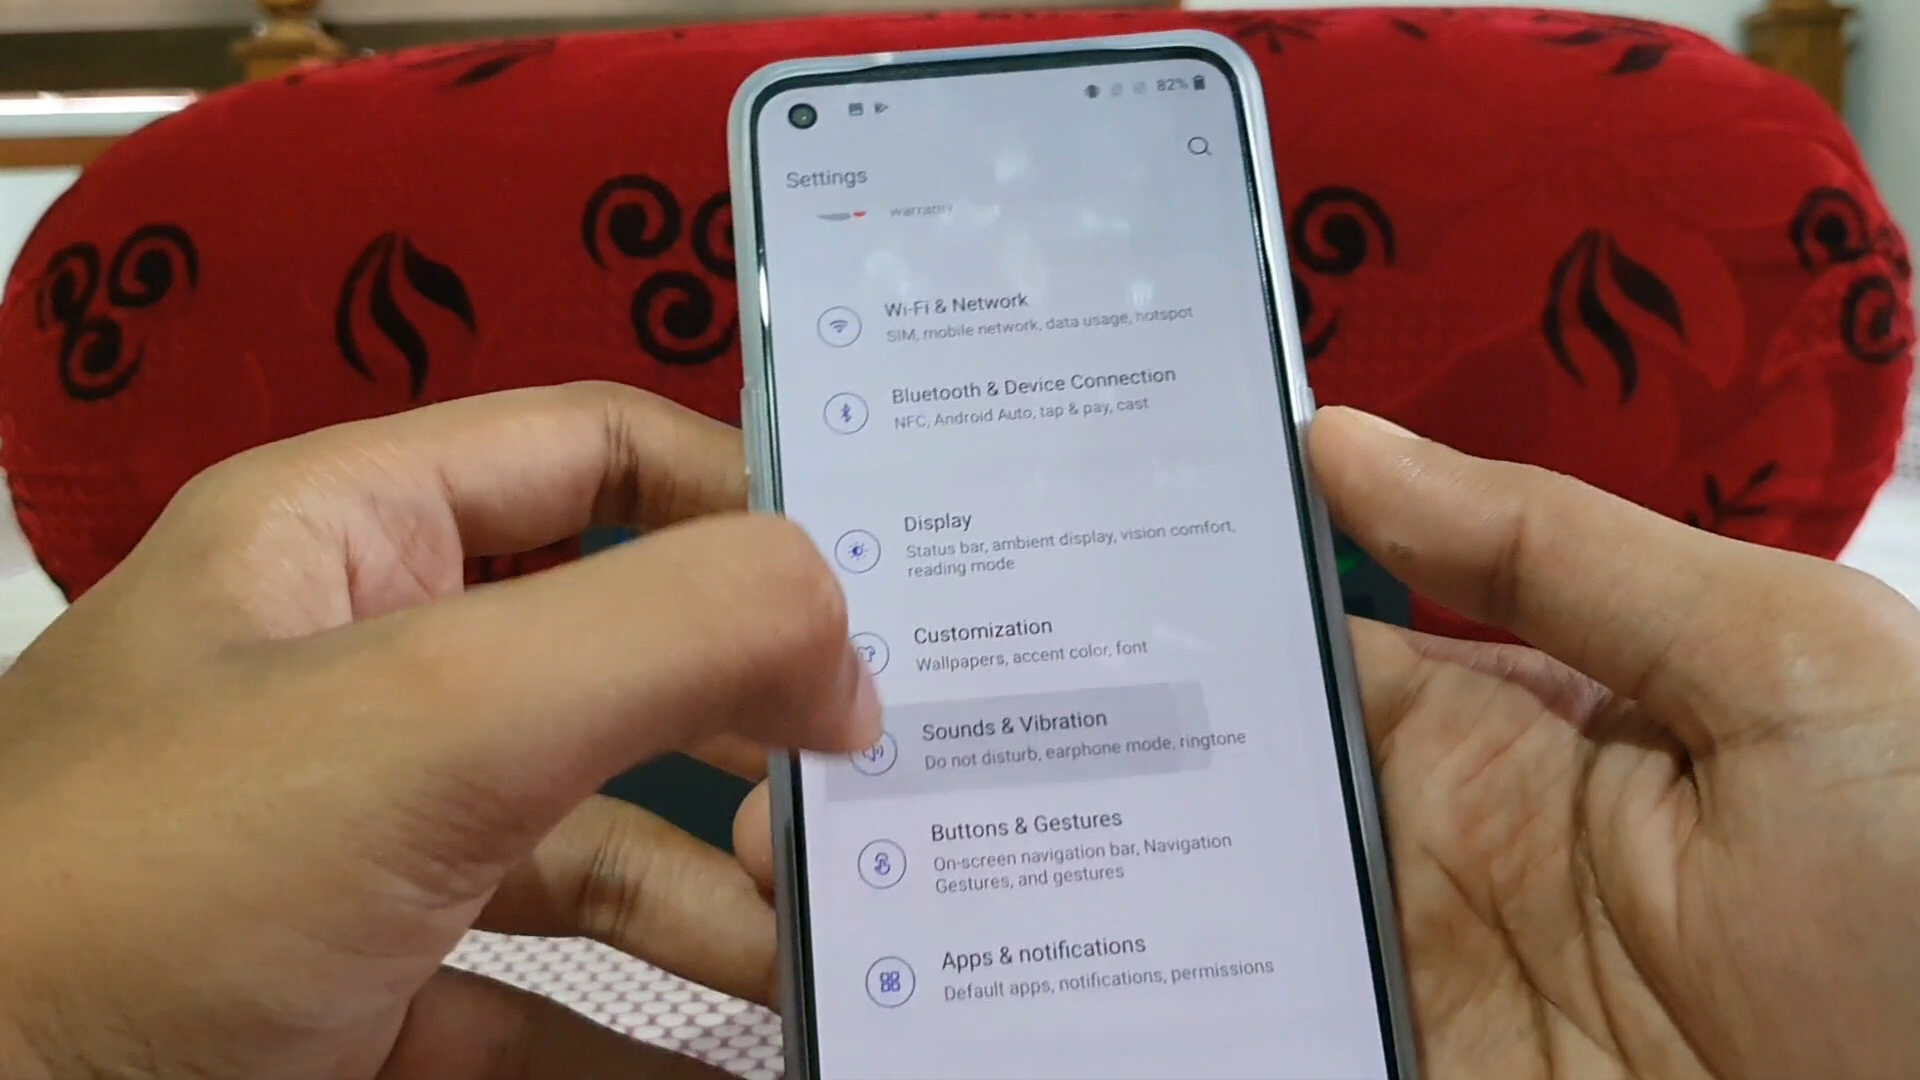 82%
Settings
warranty
Wi-Fi & Network
SIM, mobile network, data usage, hotspot
Bluetooth & Device Connection
NFC, Android Auto, tap & pay, cast
Display
Status bar, ambient display, vision comfort,
reading mode
Customization
Wallpapers, accent color, font
Sounds & Vibration
Do not disturb, earphone mode, ringtone
Buttons & Gestures
On-screen navigation bar, Navigation
Gestures, and gestures
Apps & notifications
Default apps, notifications, permissions